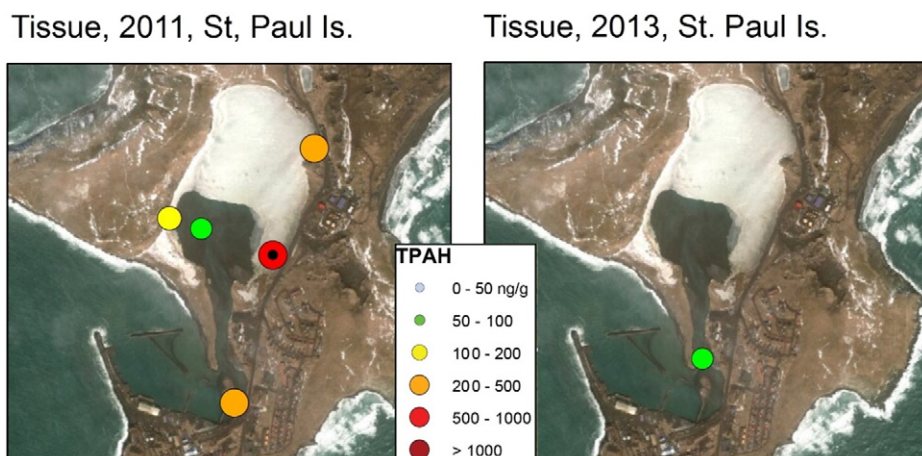 Tissue, 2011, St, Paul Is.
Tissue, 2013, St. Paul Is.
TPAH
0 - 50 ng/g
50 - 100
100 - 200
200 - 500
500 - 1000
> 1000